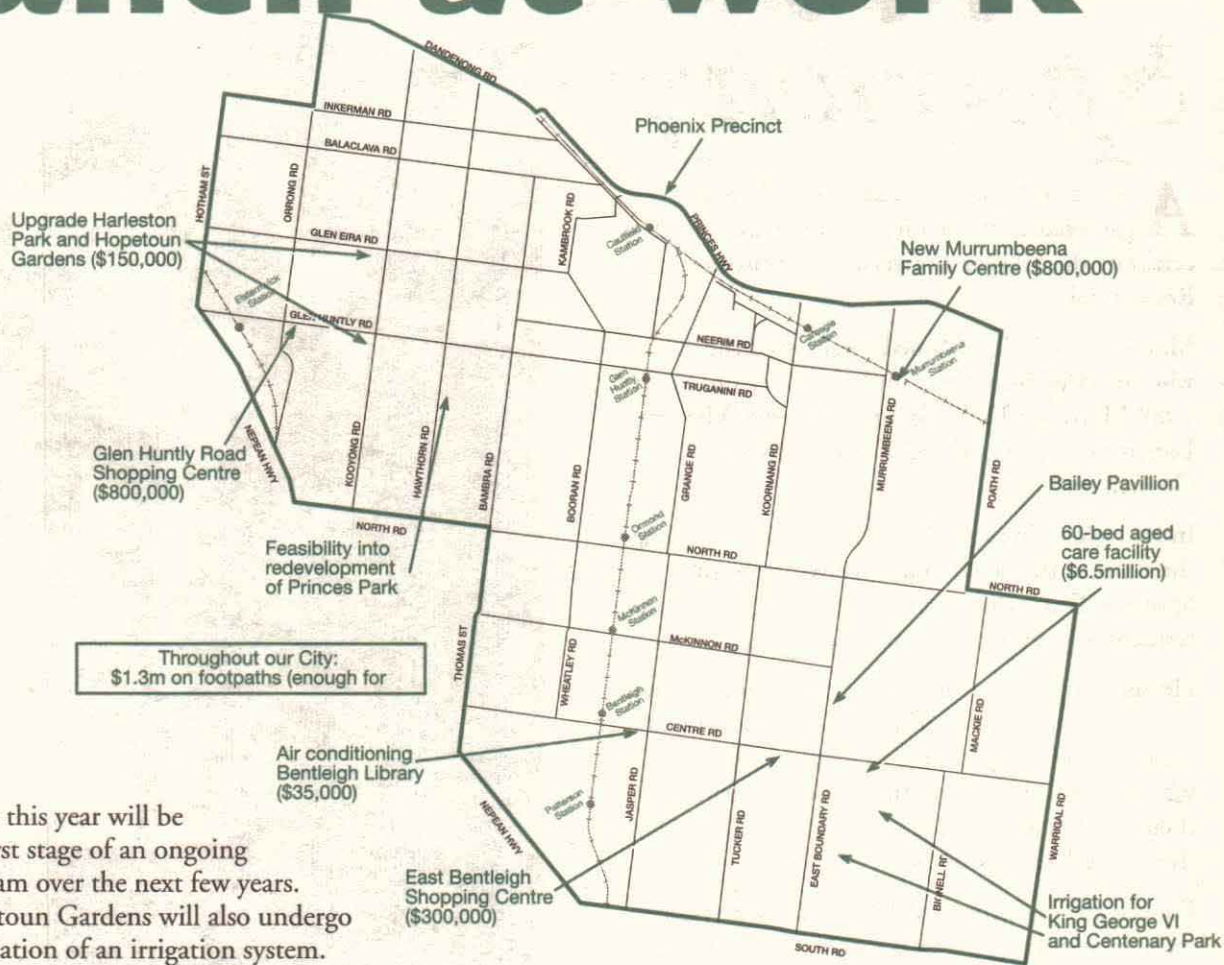 at work
DANDENONG RD
INKERMAN RD
BALACLAVA RD
Phoenix Precinct
HOTHAM ST
ORRONG RD
KAMBROOK RD
Caulfield
Station
PRINCES HWY
Upgrade Harleston
Park and Hopetoun
Gardens ($150,000)
GLEN EIRA RD
New Murrumbeena
Family Centre ($800,000)
Elsternwick
Station
GLEN HUNTLY RD
NEERIM RD
Carnegie
Station
Murrumbeena
Station
Glen
Huntly
Station
TRUGANINI RD
Glen Huntly Road
Shopping Centre
($800,000)
NEPEAN HWY
KOOYONG RD
HAWTHORN RD
BAMBRA RD
BOORAN RD
GRANGE RD
KOORNANG RD
MURRUMBEENA RD
POATH RD
Bailey Pavillion
NORTH RD
Ormond
Station
NORTH RD
60-bed aged
care facility
($6.5million)
Feasibility into
redevelopment
of Princes Park
NORTH RD
McKinnon
Station
McKINNON RD
Throughout our City:
$1.3m on footpaths (enough for
THOMAS ST
WHEATLEY RD
Bentleigh
Station
CENTRE RD
MACKIE RD
Air conditioning
Bentleigh Library
($35,000)
Patterson
Station
JASPER RD
TUCKER RD
EAST BOUNDARY RD
WARRIGAL RD
NEPEAN HWY
this year will be
rst stage of an ongoing
am over the next few years.
toun Gardens will also undergo
ation of an irrigation system.
East Bentleigh
Shopping Centre
($300,000)
Irrigation for
King George VI
and Centenary Park
SOUTH RD